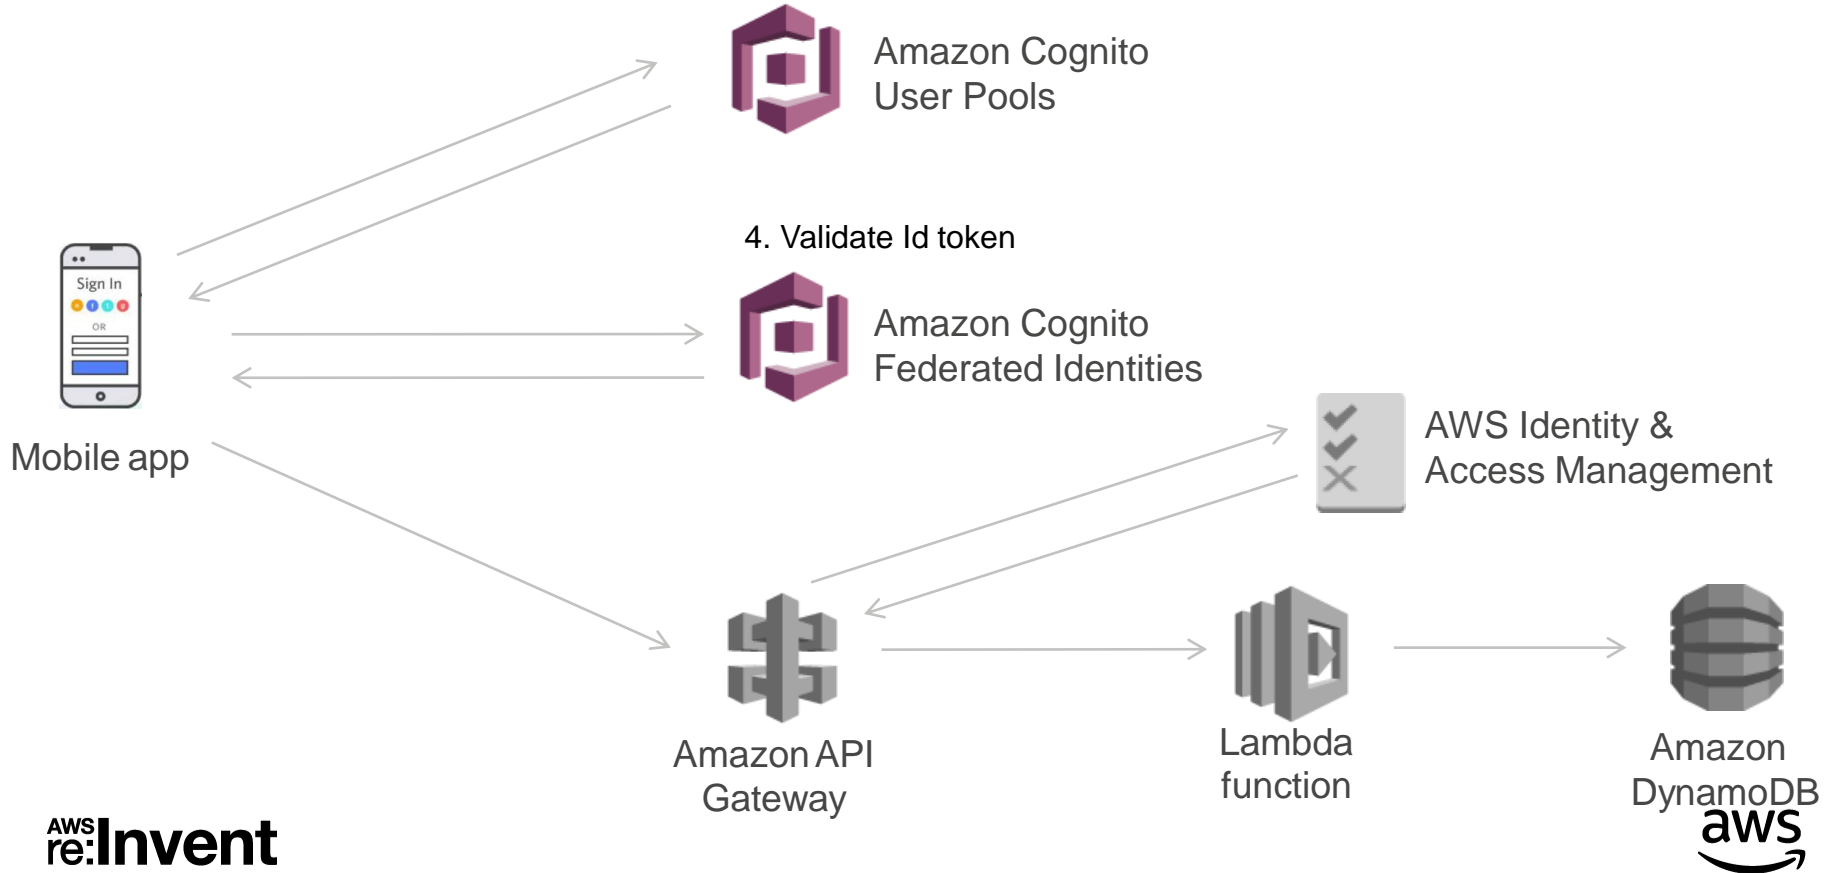 Amazon Cognito
User Pools
4. Validate Id token
Sign In
OR
Amazon Cognito
Federated Identities
Mobile app
AWS Identity &
Access Management
Amazon API
Gateway
Lambda
function
Amazon
DynamoDB
AWS
re:Invent
aws